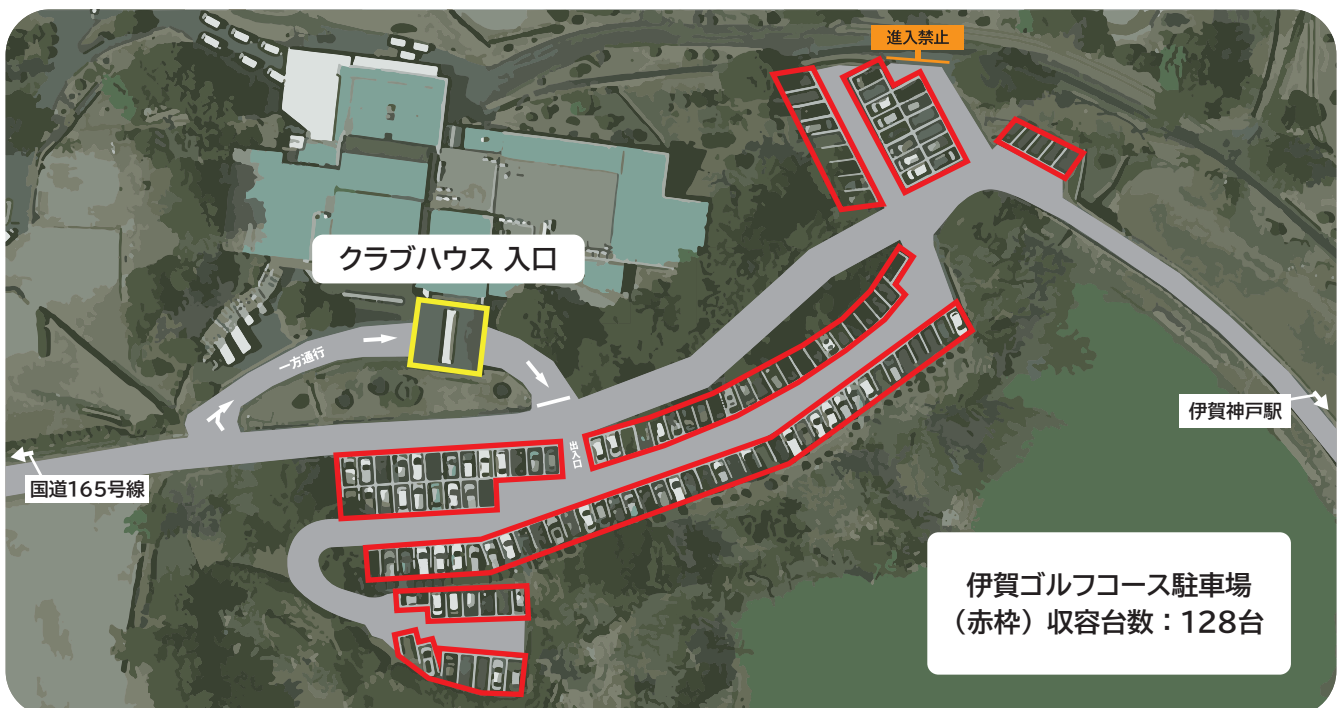 進入禁止
クラブハウス 入口
一方通行
伊賀神戸駅
出入口
国道165号線
伊賀ゴルフコース駐車場
（赤枠）収容台数：128台